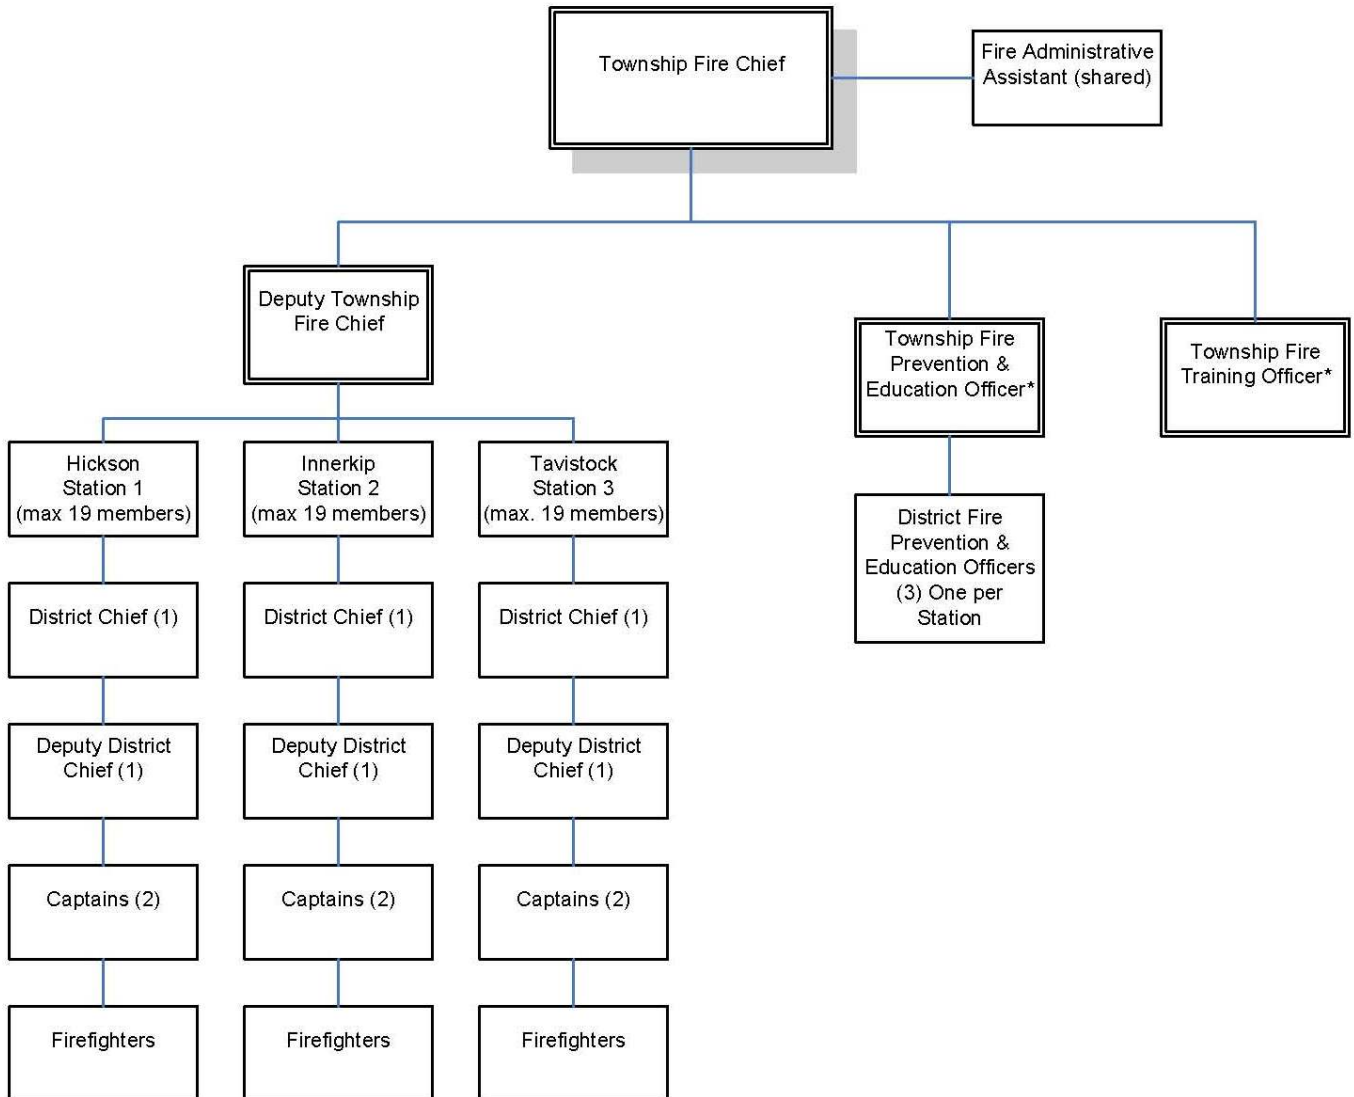 Township Fire Chief
Fire Administrative
Assistant (shared)
Deputy Township
Fire Chief
Township Fire
Prevention &
Education Officer*
Township Fire
Training Officer*
Hickson
Station 1
(max 19 members)
Innerkip
Station 2
(max 19 members)
Tavistock
Station 3
(max. 19 members)
District Fire
Prevention &
Education Officers
(3) One per
Station
District Chief (1)
District Chief (1)
District Chief (1)
Deputy District
Chief (1)
Deputy District
Chief (1)
Deputy District
Chief (1)
Captains (2)
Captains (2)
Captains (2)
Firefighters
Firefighters
Firefighters